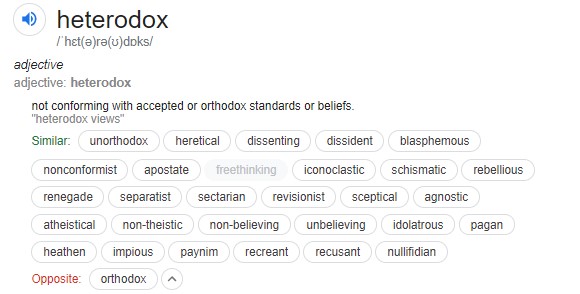 heterodox
/ˈhɛt(ə)rə(ʊ)dɒks/
adjective
adjective: heterodox
not conforming with accepted or orthodox standards or beliefs.
"heterodox views"
Similar: unorthodox heretical dissenting dissident blasphemous
nonconformist apostate freethinking iconoclastic schismatic rebellious
renegade separatist sectarian revisionist sceptical agnostic
atheistical non-theistic non-believing unbelieving idolatrous pagan
heathen impious paynim recreant recusant nullifidian
Opposite: orthodox